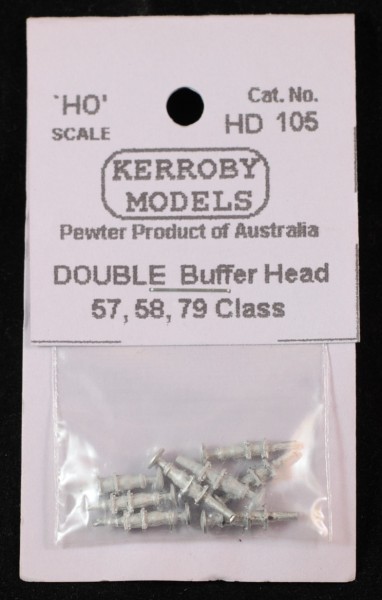 'HO'
SCALE
Cat. No.
HD 105
KERROBY
MODELS
Pewter Product of Australia
DOUBLE Buffer Head
57, 58, 79 Class